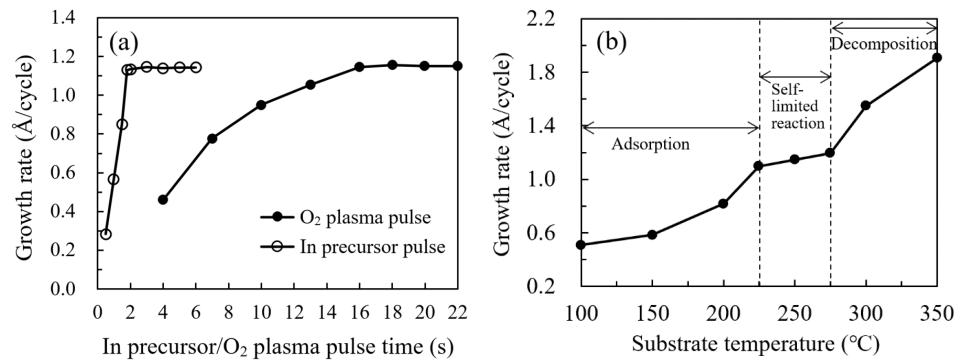 (a)
Growth rate (Å/cycle)
1.4
1.2
1.0
0.8
0.6
0.4
0.2
0.0
O₂ plasma pulse
In precursor pulse
0 2 4 6 8 10 12 14 16 18 20 22
In precursor/O₂ plasma pulse time (s)
(b)
Growth rate (Å/cycle)
2.2
1.8
1.4
1.0
0.6
0.2
Decomposition
Self-
limited
reaction
Adsorption
100 150 200 250 300 350
Substrate temperature (°C)